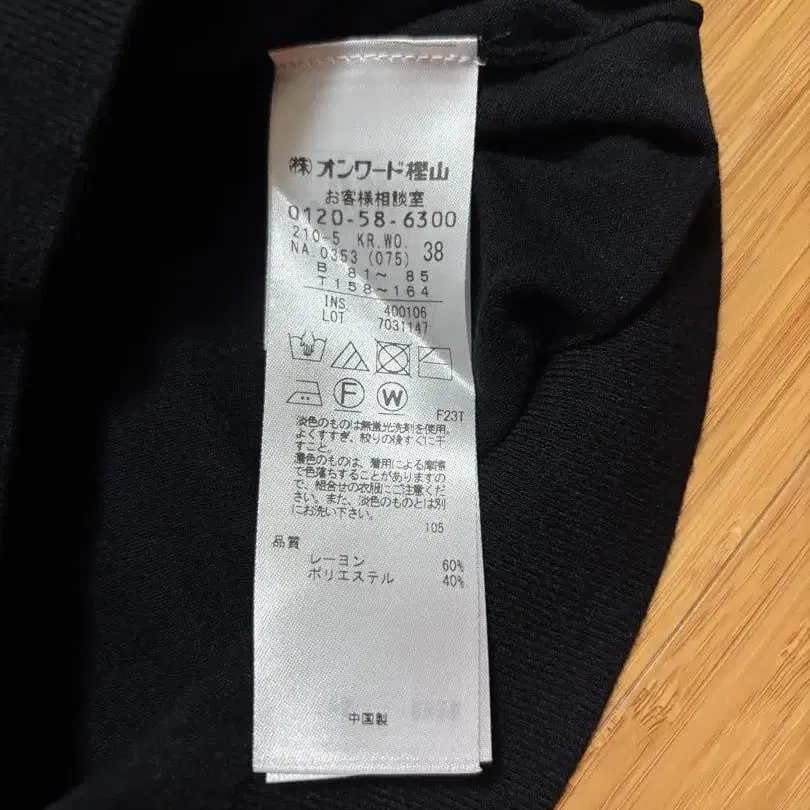 (株)オンワード樫山
お客様相談室
0120-58-6300
210-5 KR.WO.
NA.0353 (075) 38
B 81～ 85
T158～164
INS. 400106
LOT 7031147
F
W
F23T
淡色のものは無蛍光洗剤を使用。
よくすすぎ、絞りの後すぐに干
すこと。
濃色のものは、着用による摩擦
で色落ちすることがありますの
で、組合せの衣服にご注意くだ
さい。また、淡色のものとは別
にお洗い下さい。
105
品質
レーヨン 60%
ポリエステル 40%
中国製